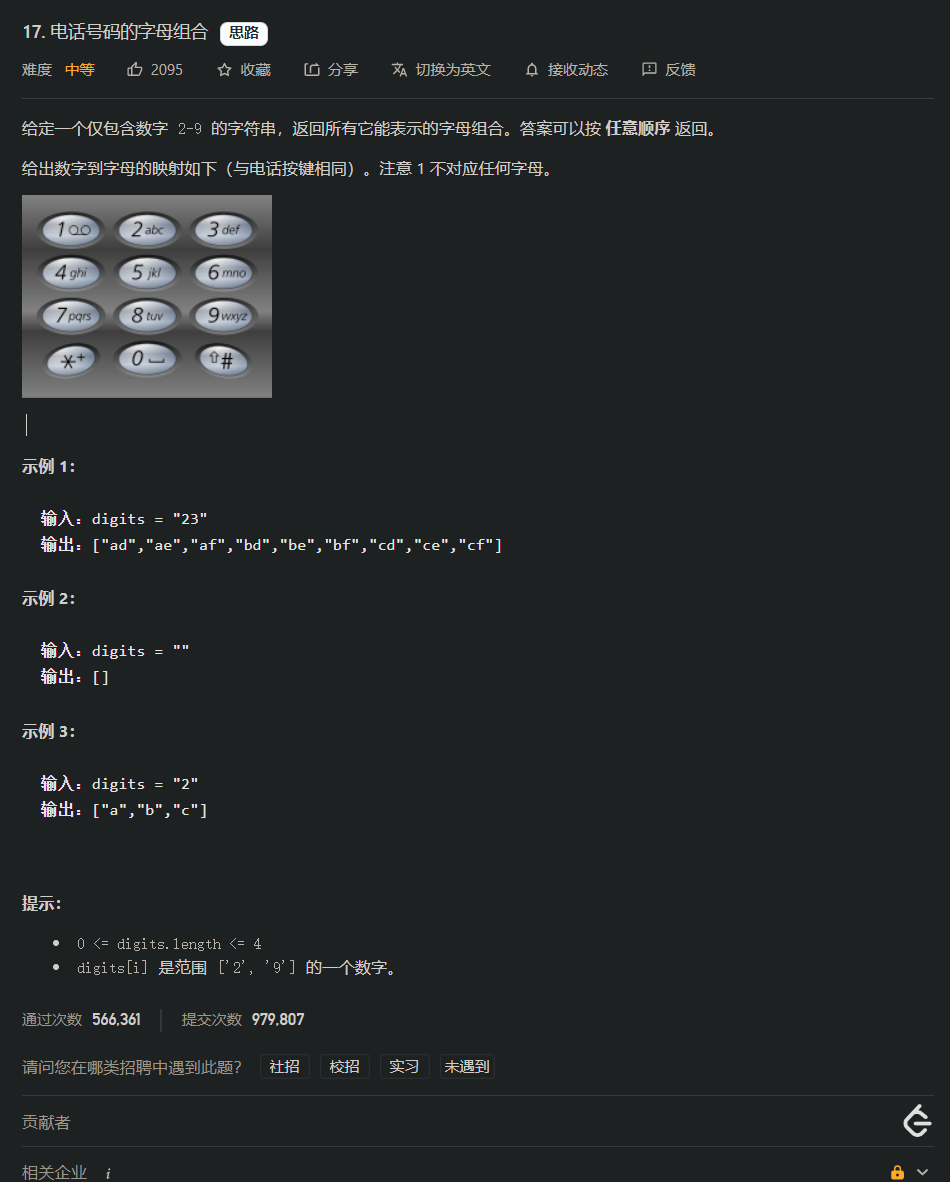 17. 电话号码的字母组合 思路
难度 中等 2095 收藏 分享 切换为英文 接收动态 反馈
给定一个仅包含数字 2-9 的字符串，返回所有它能表示的字母组合。答案可以按 任意顺序 返回。
给出数字到字母的映射如下（与电话按键相同）。注意 1 不对应任何字母。
1 2 abc 3 def
4 ghi 5 jkl 6 mno
7 pqrs 8 tuv 9 wxyz
*+ 0 #
示例 1：
输入：digits = "23"
输出：["ad","ae","af","bd","be","bf","cd","ce","cf"]
示例 2：
输入：digits = ""
输出：[]
示例 3：
输入：digits = "2"
输出：["a","b","c"]
提示：
0 <= digits.length <= 4
digits[i] 是范围 ['2', '9'] 的一个数字。
通过次数 566,361 提交次数 979,807
请问您在哪类招聘中遇到此题？ 社招 校招 实习 未遇到
贡献者
相关企业 i